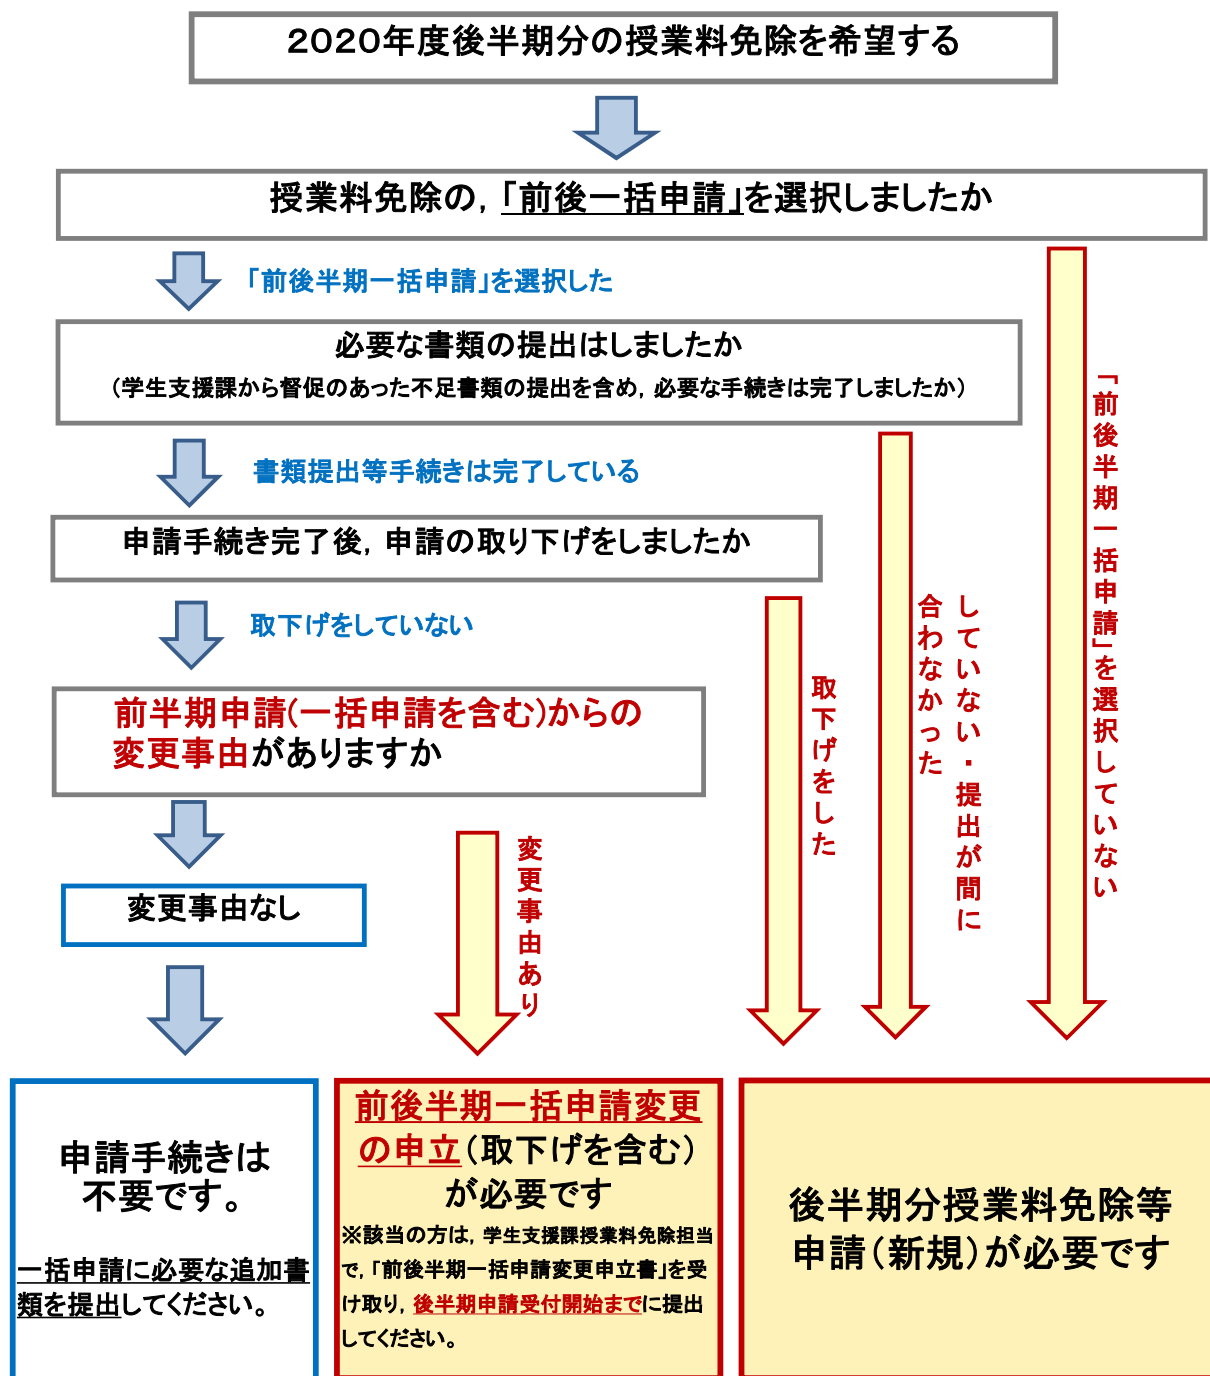 2020年度後半期分の授業料免除を希望する
授業料免除の，「前後一括申請」を選択しましたか
「前後半期一括申請」を選択した
必要な書類の提出はしましたか
（学生支援課から督促のあった不足書類の提出を含め，必要な手続きは完了しましたか）
書類提出等手続きは完了している
申請手続き完了後，申請の取り下げをしましたか
取下げをしていない
前半期申請(一括申請を含む)からの
変更事由がありますか
変更事由なし
変更事由あり
取下げをした
していない・提出が間に
合わなかった
「前後半期一括申請」を選択していない
申請手続きは
不要です。
一括申請に必要な追加書
類を提出してください。
前後半期一括申請変更
の申立（取下げを含む）
が必要です
※該当の方は，学生支援課授業料免除担当
で，「前後半期一括申請変更申立書」を受
け取り，後半期申請受付開始までに提出
してください。
後半期分授業料免除等
申請（新規）が必要です